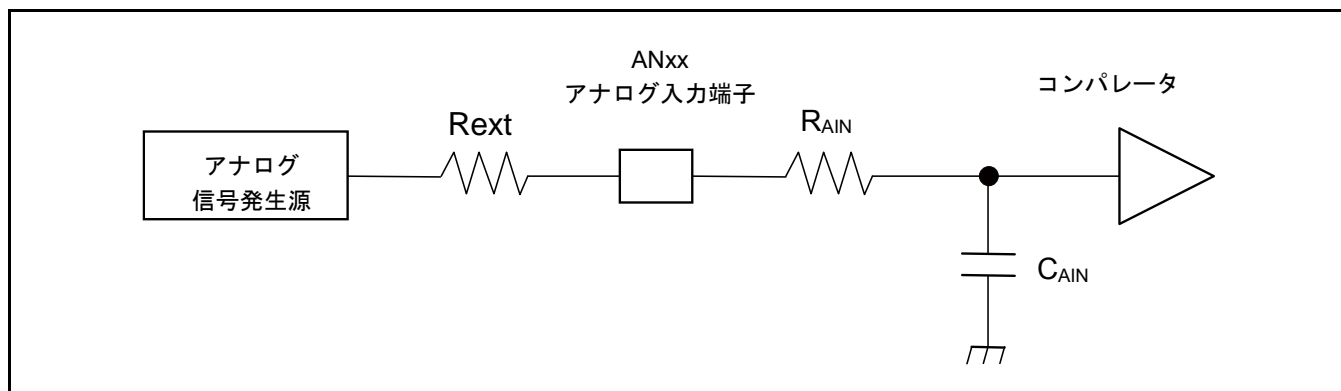 ANxx
アナログ入力端子
コンパレータ
Rext
RAIN
アナログ
信号発生源
CAIN